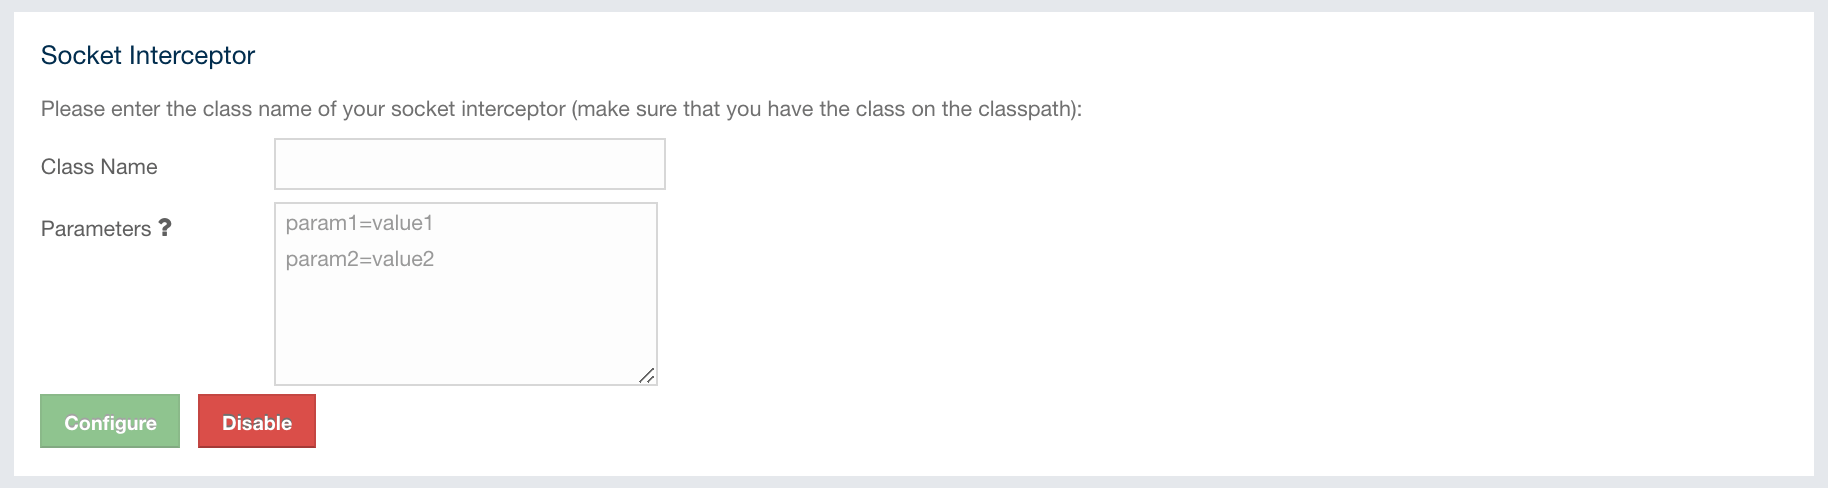 Socket Interceptor
Please enter the class name of your socket interceptor (make sure that you have the class on the classpath):
Class Name
Parameters ?
param1=value1
param2=value2
Configure
Disable